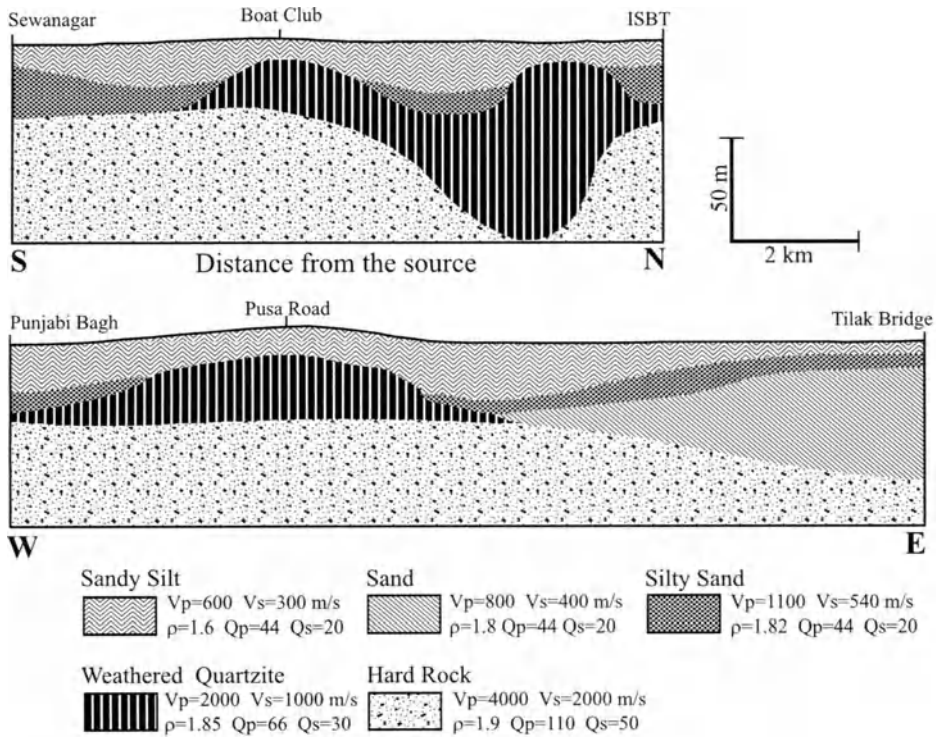 Sewanagar Boat Club ISBT
50 m
2 km
S Distance from the source N
Punjabi Bagh Pusa Road Tilak Bridge
W E
Sandy Silt Sand Silty Sand
Vp=600 Vs=300 m/s Vp=800 Vs=400 m/s Vp=1100 Vs=540 m/s
ρ=1.6 Qp=44 Qs=20 ρ=1.8 Qp=44 Qs=20 ρ=1.82 Qp=44 Qs=20
Weathered Quartzite Hard Rock
Vp=2000 Vs=1000 m/s Vp=4000 Vs=2000 m/s
ρ=1.85 Qp=66 Qs=30 ρ=1.9 Qp=110 Qs=50